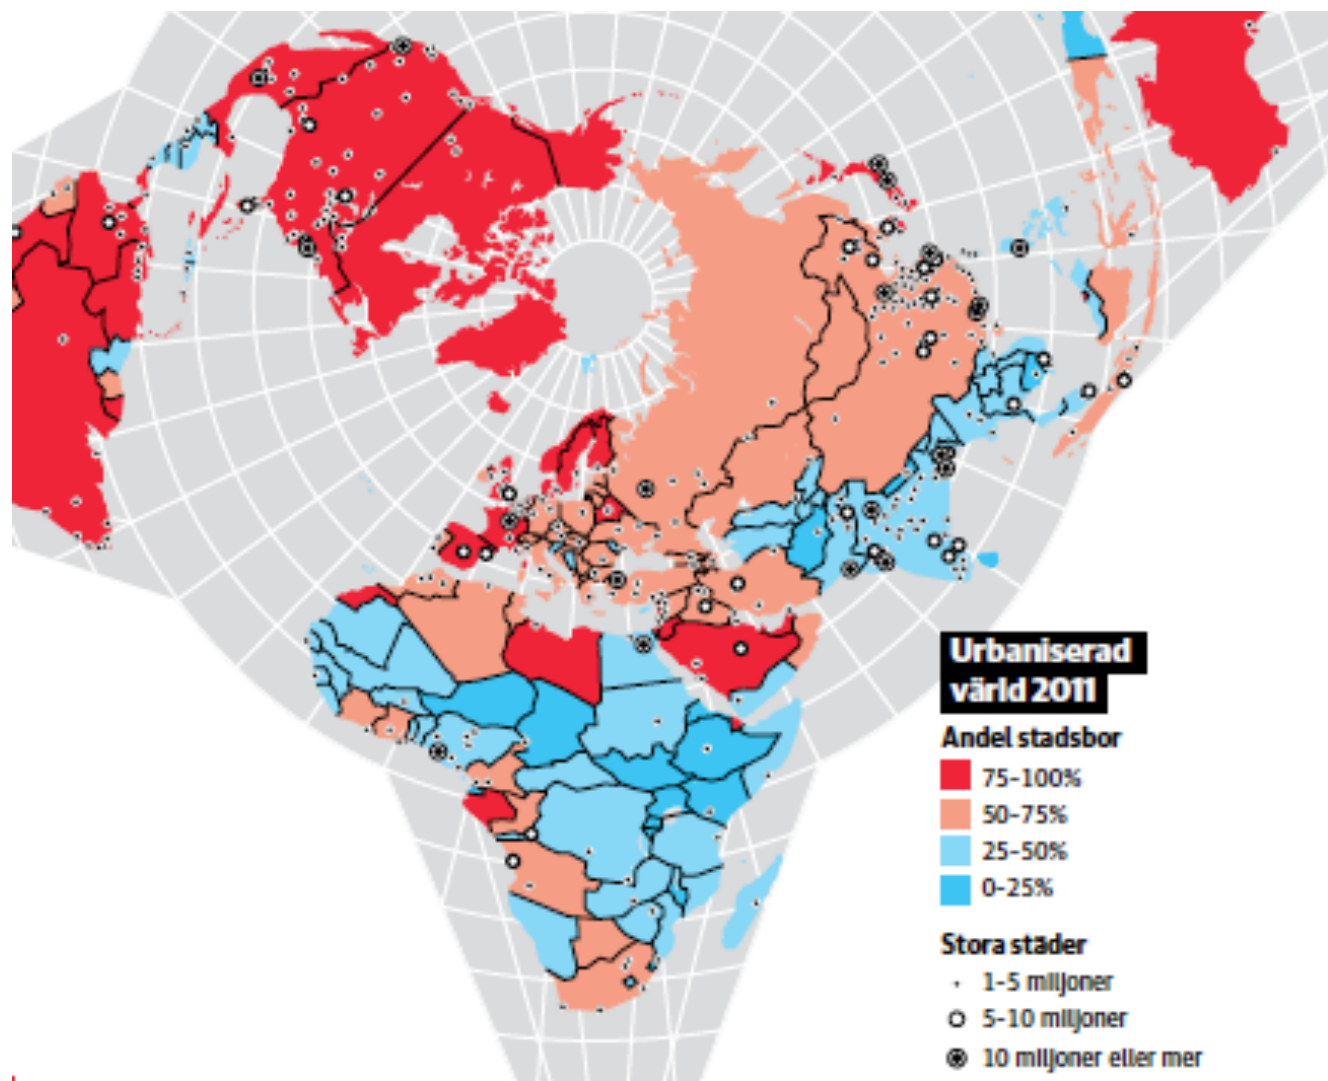 Urbaniserad
värld 2011
Andel stadsbor
75-100%
50-75%
25-50%
0-25%
Stora städer
1-5 miljoner
5-10 miljoner
10 miljoner eller mer